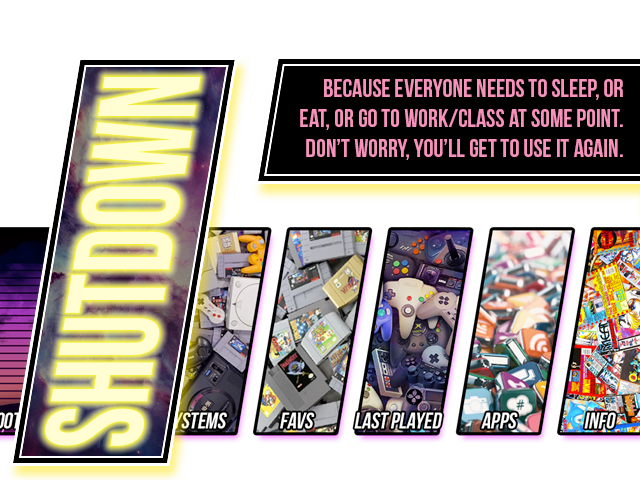 BECAUSE EVERYONE NEEDS TO SLEEP, OR
EAT, OR GO TO WORK/CLASS AT SOME POINT.
DON'T WORRY, YOU'LL GET TO USE IT AGAIN.
SHUTDOWN
FAVS
LAST PLAYED
APPS
INFO